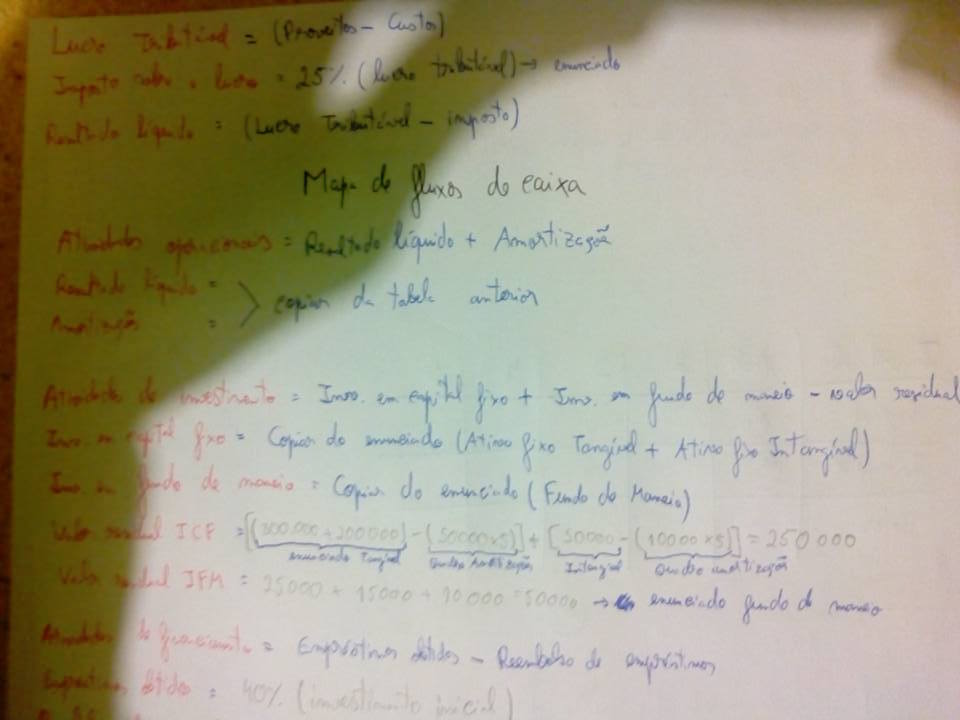 Lucro Tributável = (Proveitos - Custos)
Imposto sobre o lucro = 25% (lucro tributável) → enunciado
Resultado líquido = (Lucro Tributável - imposto)
Mapa de fluxos de caixa
Atividades operacionais = Resultado líquido + Amortização
Resultado líquido =
Amortização = > copiar da tabela anterior
Atividades de investimento = Inv. em capital fixo + Inv. em fundo de maneio - valor residual
Inv. em capital fixo = Copiar do enunciado (Ativo fixo Tangível + Ativo fixo Intangível)
Inv. em fundo de maneio = Copiar do enunciado (Fundo de Maneio)
Valor residual ICF = [(300.000 + 200000) - (50000 x 5)] + [50000 - (10000 x 5)] = 250 000
enunciado Tangível Quadro Amortização Intangível Quadro amortização
Valor residual IFM = 25000 + 15000 + 10 000 = 50000 → enunciado fundo de maneio
Atividades de financiamento = Empréstimos obtidos - Reembolso de empréstimos
Empréstimos obtidos = 40% (investimento inicial)